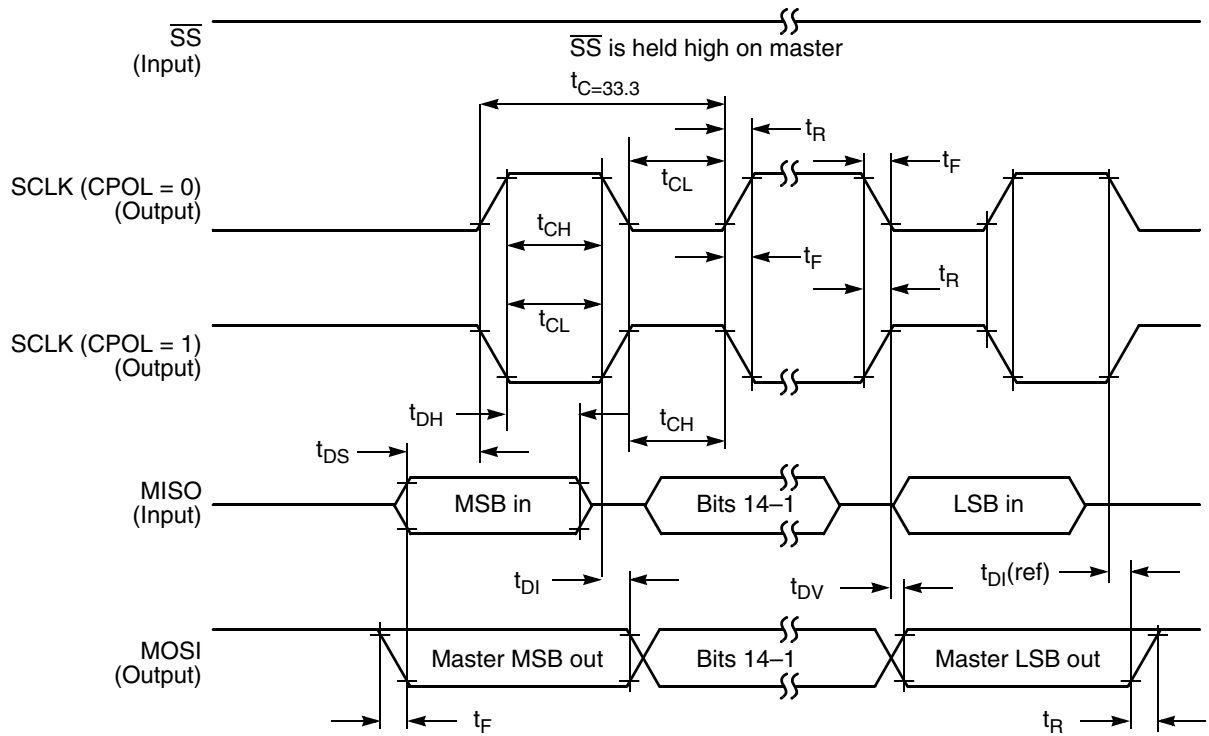 SS
(Input)
SS is held high on master
tC=33.3
tR
tF
SCLK (CPOL = 0)
(Output)
tCL
tCH
tF
tR
tCL
SCLK (CPOL = 1)
(Output)
tDH
tCH
tDS
MISO
(Input)
MSB in
Bits 14–1
LSB in
tDI
tDV
tDI(ref)
MOSI
(Output)
Master MSB out
Bits 14–1
Master LSB out
tF
tR